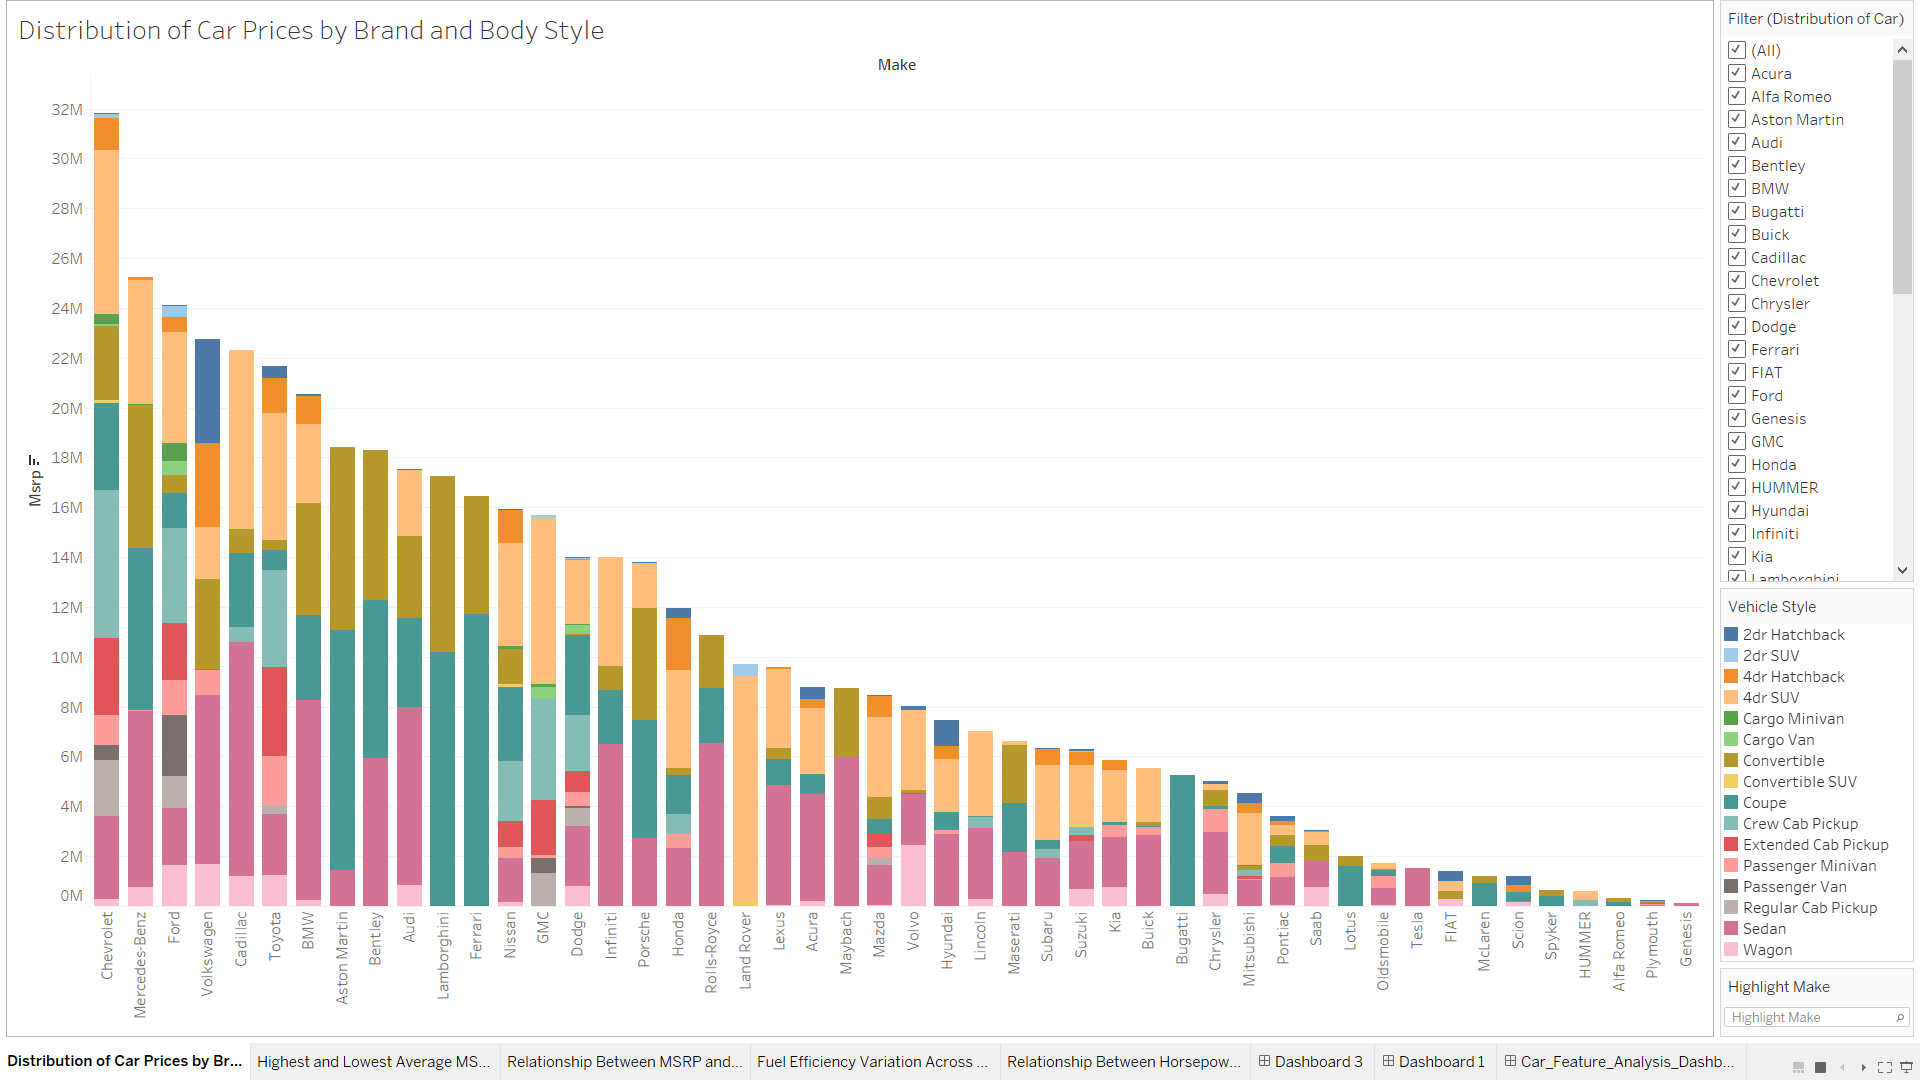 Distribution of Car Prices by Brand and Body Style
Make
Msrp
32M
30M
28M
26M
24M
22M
20M
18M
16M
14M
12M
10M
8M
6M
4M
2M
0M
Chevrolet
Mercedes-Benz
Ford
Volkswagen
Cadillac
Toyota
BMW
Aston Martin
Bentley
Audi
Lamborghini
Ferrari
Nissan
GMC
Dodge
Infiniti
Porsche
Honda
Rolls-Royce
Land Rover
Lexus
Acura
Maybach
Mazda
Volvo
Hyundai
Lincoln
Maserati
Subaru
Suzuki
Kia
Buick
Bugatti
Chrysler
Mitsubishi
Pontiac
Saab
Lotus
Oldsmobile
Tesla
FIAT
McLaren
Scion
Spyker
HUMMER
Alfa Romeo
Plymouth
Genesis
Filter (Distribution of Car)
(All)
Acura
Alfa Romeo
Aston Martin
Audi
Bentley
BMW
Bugatti
Buick
Cadillac
Chevrolet
Chrysler
Dodge
Ferrari
FIAT
Ford
Genesis
GMC
Honda
HUMMER
Hyundai
Infiniti
Kia
Lamborghini
Vehicle Style
2dr Hatchback
2dr SUV
4dr Hatchback
4dr SUV
Cargo Minivan
Cargo Van
Convertible
Convertible SUV
Coupe
Crew Cab Pickup
Extended Cab Pickup
Passenger Minivan
Passenger Van
Regular Cab Pickup
Sedan
Wagon
Highlight Make
Highlight Make
Distribution of Car Prices by Br...
Highest and Lowest Average MS...
Relationship Between MSRP and...
Fuel Efficiency Variation Across ...
Relationship Between Horsepow...
Dashboard 3
Dashboard 1
Car_Feature_Analysis_Dashb...